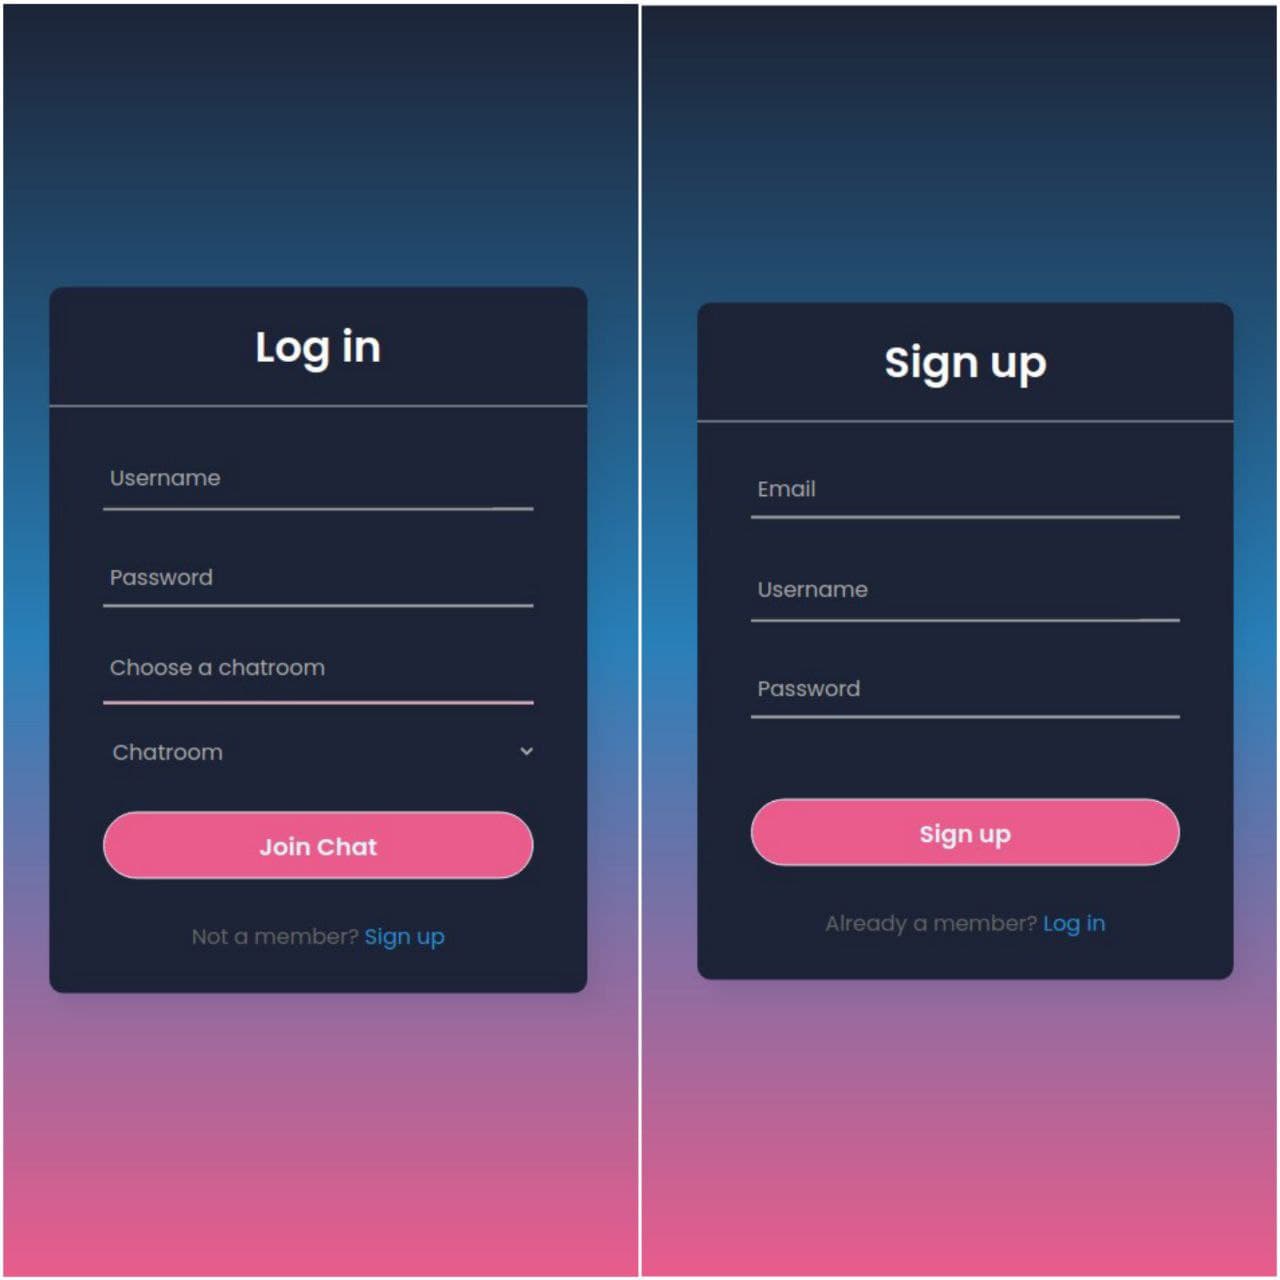 Log in
Username
Password
Choose a chatroom
Chatroom
Join Chat
Not a member? Sign up
Sign up
Email
Username
Password
Sign up
Already a member? Log in